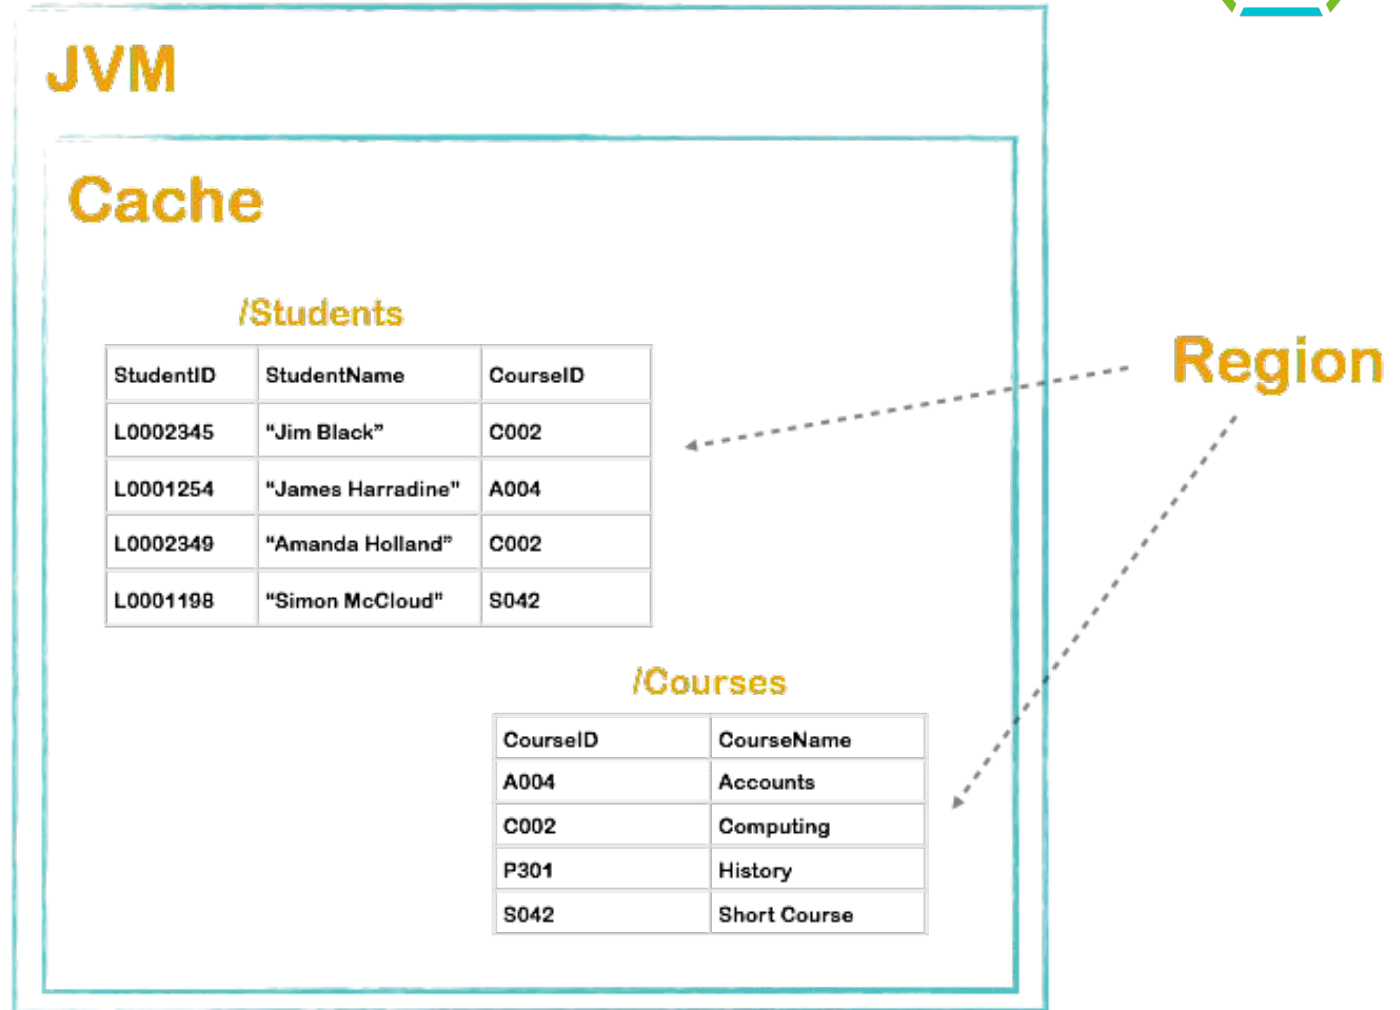 JVM
Cache
/Students
StudentID StudentName CourseID
L0002345 “Jim Black” C002
L0001254 “James Harradine” A004
L0002349 “Amanda Holland” C002
L0001198 “Simon McCloud” S042
Region
/Courses
CourseID CourseName
A004 Accounts
C002 Computing
P301 History
S042 Short Course